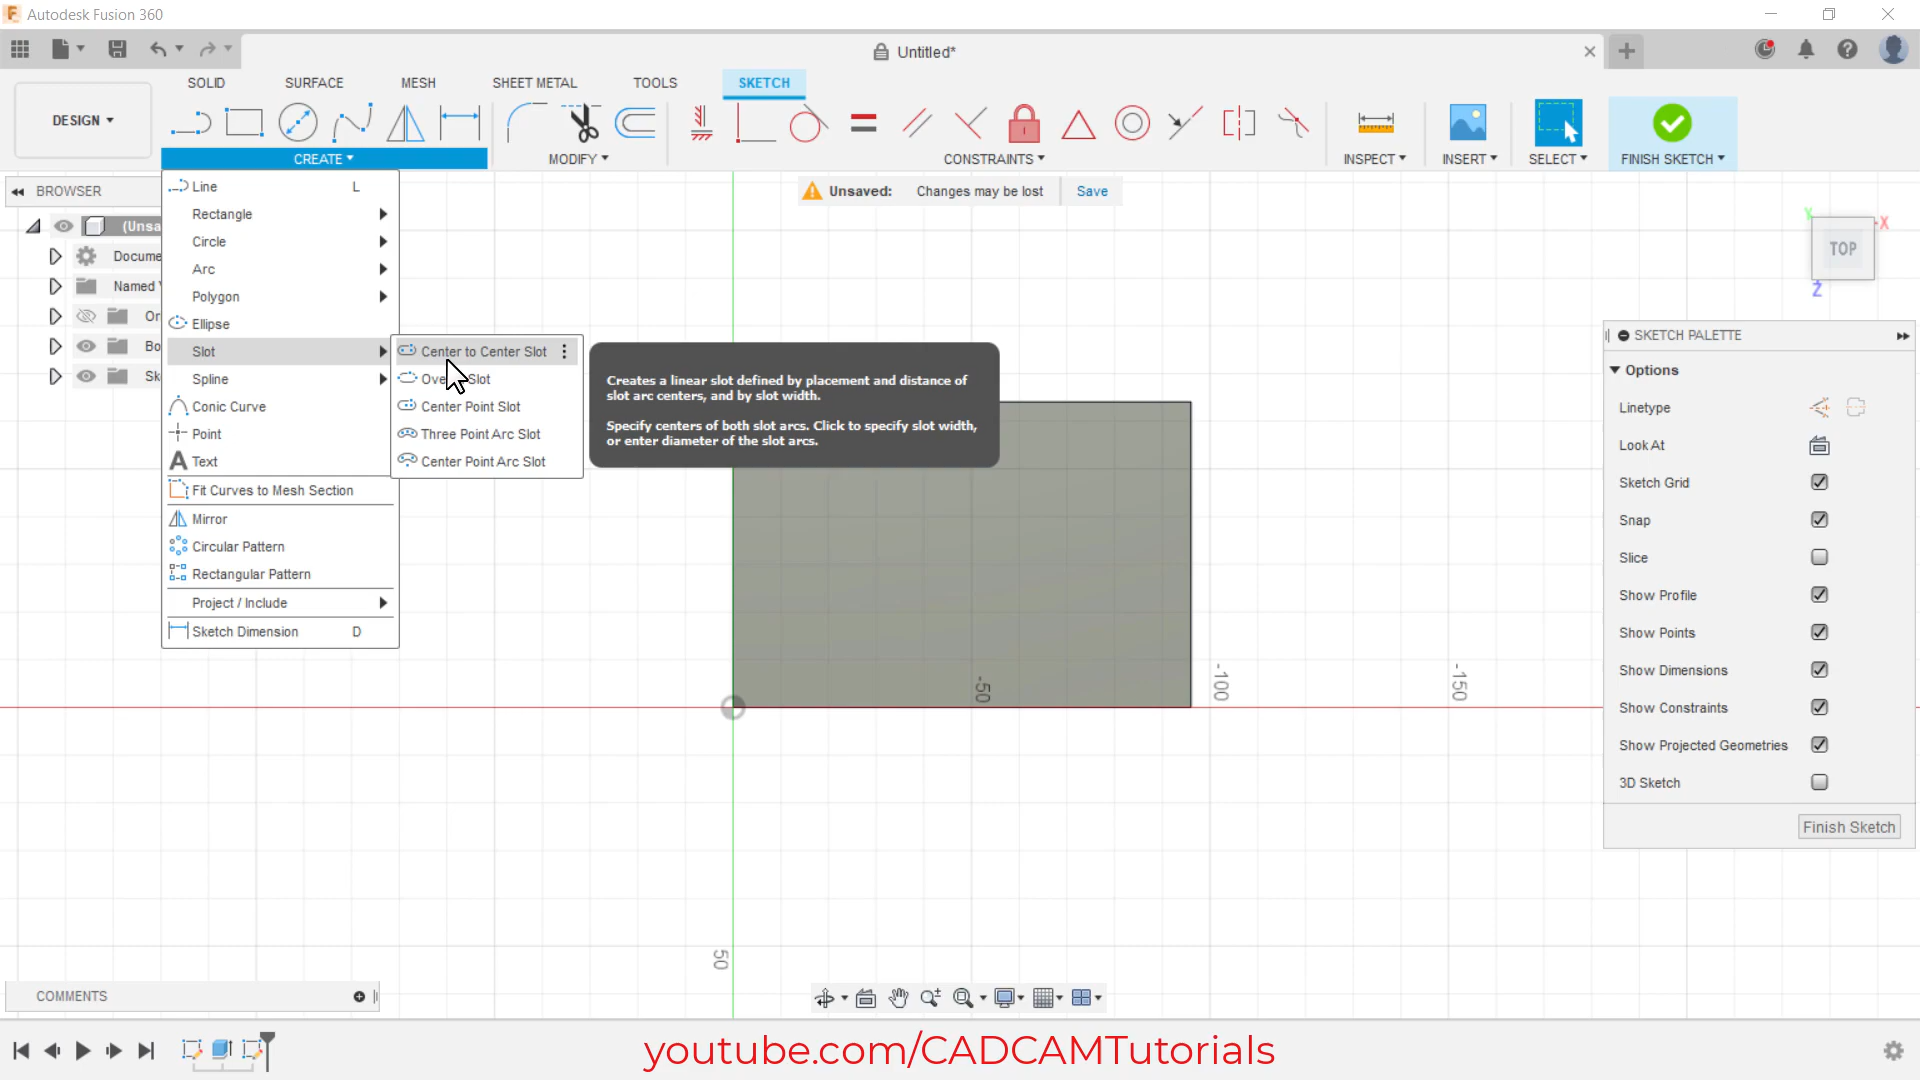 Autodesk Fusion 360
Untitled*
SOLID
SURFACE
MESH
SHEET METAL
TOOLS
SKETCH
DESIGN
CREATE
MODIFY
CONSTRAINTS
INSPECT
INSERT
SELECT
FINISH SKETCH
BROWSER
Unsaved: Changes may be lost Save
(Unsa
Docume
Named
Or
Bo
Sk
Line L
Rectangle
Circle
Arc
Polygon
Ellipse
Slot
Spline
Conic Curve
Point
Text
Fit Curves to Mesh Section
Mirror
Circular Pattern
Rectangular Pattern
Project / Include
Sketch Dimension D
Center to Center Slot
Slot
Center Point Slot
Three Point Arc Slot
Center Point Arc Slot
Creates a linear slot defined by placement and distance of
slot arc centers, and by slot width.
Specify centers of both slot arcs. Click to specify slot width,
or enter diameter of the slot arcs.
Y
-X
TOP
Z
-50
-100
-150
50
SKETCH PALETTE
Options
Linetype
Look At
Sketch Grid
Snap
Slice
Show Profile
Show Points
Show Dimensions
Show Constraints
Show Projected Geometries
3D Sketch
Finish Sketch
COMMENTS
youtube.com/CADCAMTutorials